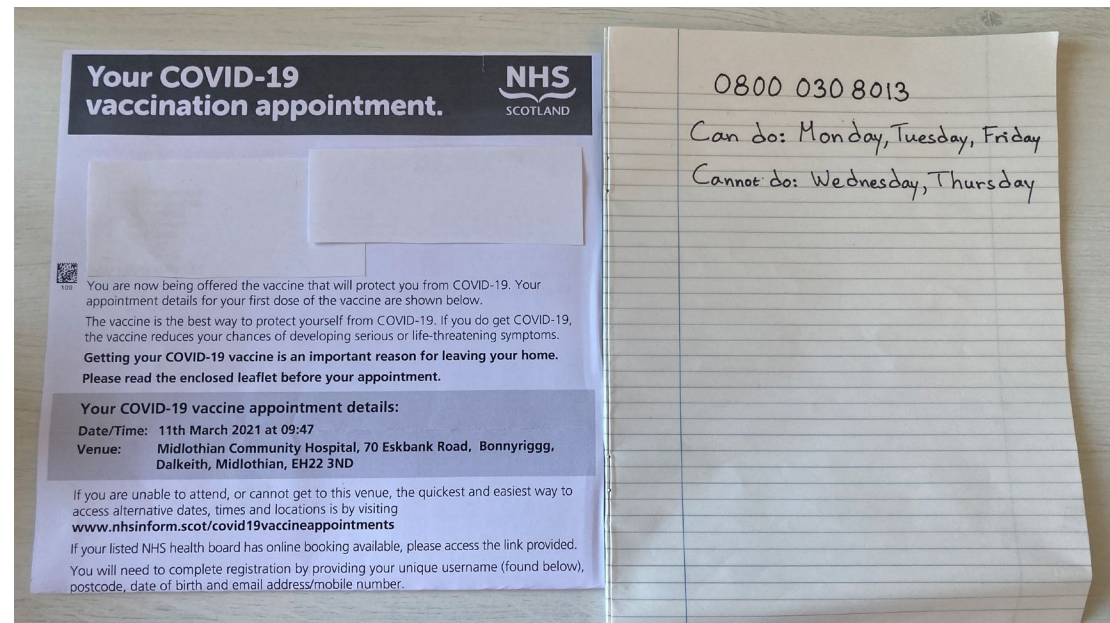 Your COVID-19
vaccination appointment.
NHS
SCOTLAND
100
You are now being offered the vaccine that will protect you from COVID-19. Your
appointment details for your first dose of the vaccine are shown below.
The vaccine is the best way to protect yourself from COVID-19. If you do get COVID-19,
the vaccine reduces your chances of developing serious or life-threatening symptoms.
Getting your COVID-19 vaccine is an important reason for leaving your home.
Please read the enclosed leaflet before your appointment.
Your COVID-19 vaccine appointment details:
Date/Time: 11th March 2021 at 09:47
Venue: Midlothian Community Hospital, 70 Eskbank Road, Bonnyriggg,
Dalkeith, Midlothian, EH22 3ND
If you are unable to attend, or cannot get to this venue, the quickest and easiest way to
access alternative dates, times and locations is by visiting
www.nhsinform.scot/covid19vaccineappointments
If your listed NHS health board has online booking available, please access the link provided.
You will need to complete registration by providing your unique username (found below),
postcode, date of birth and email address/mobile number.
0800 030 8013
Can do: Monday, Tuesday, Friday
Cannot do: Wednesday, Thursday